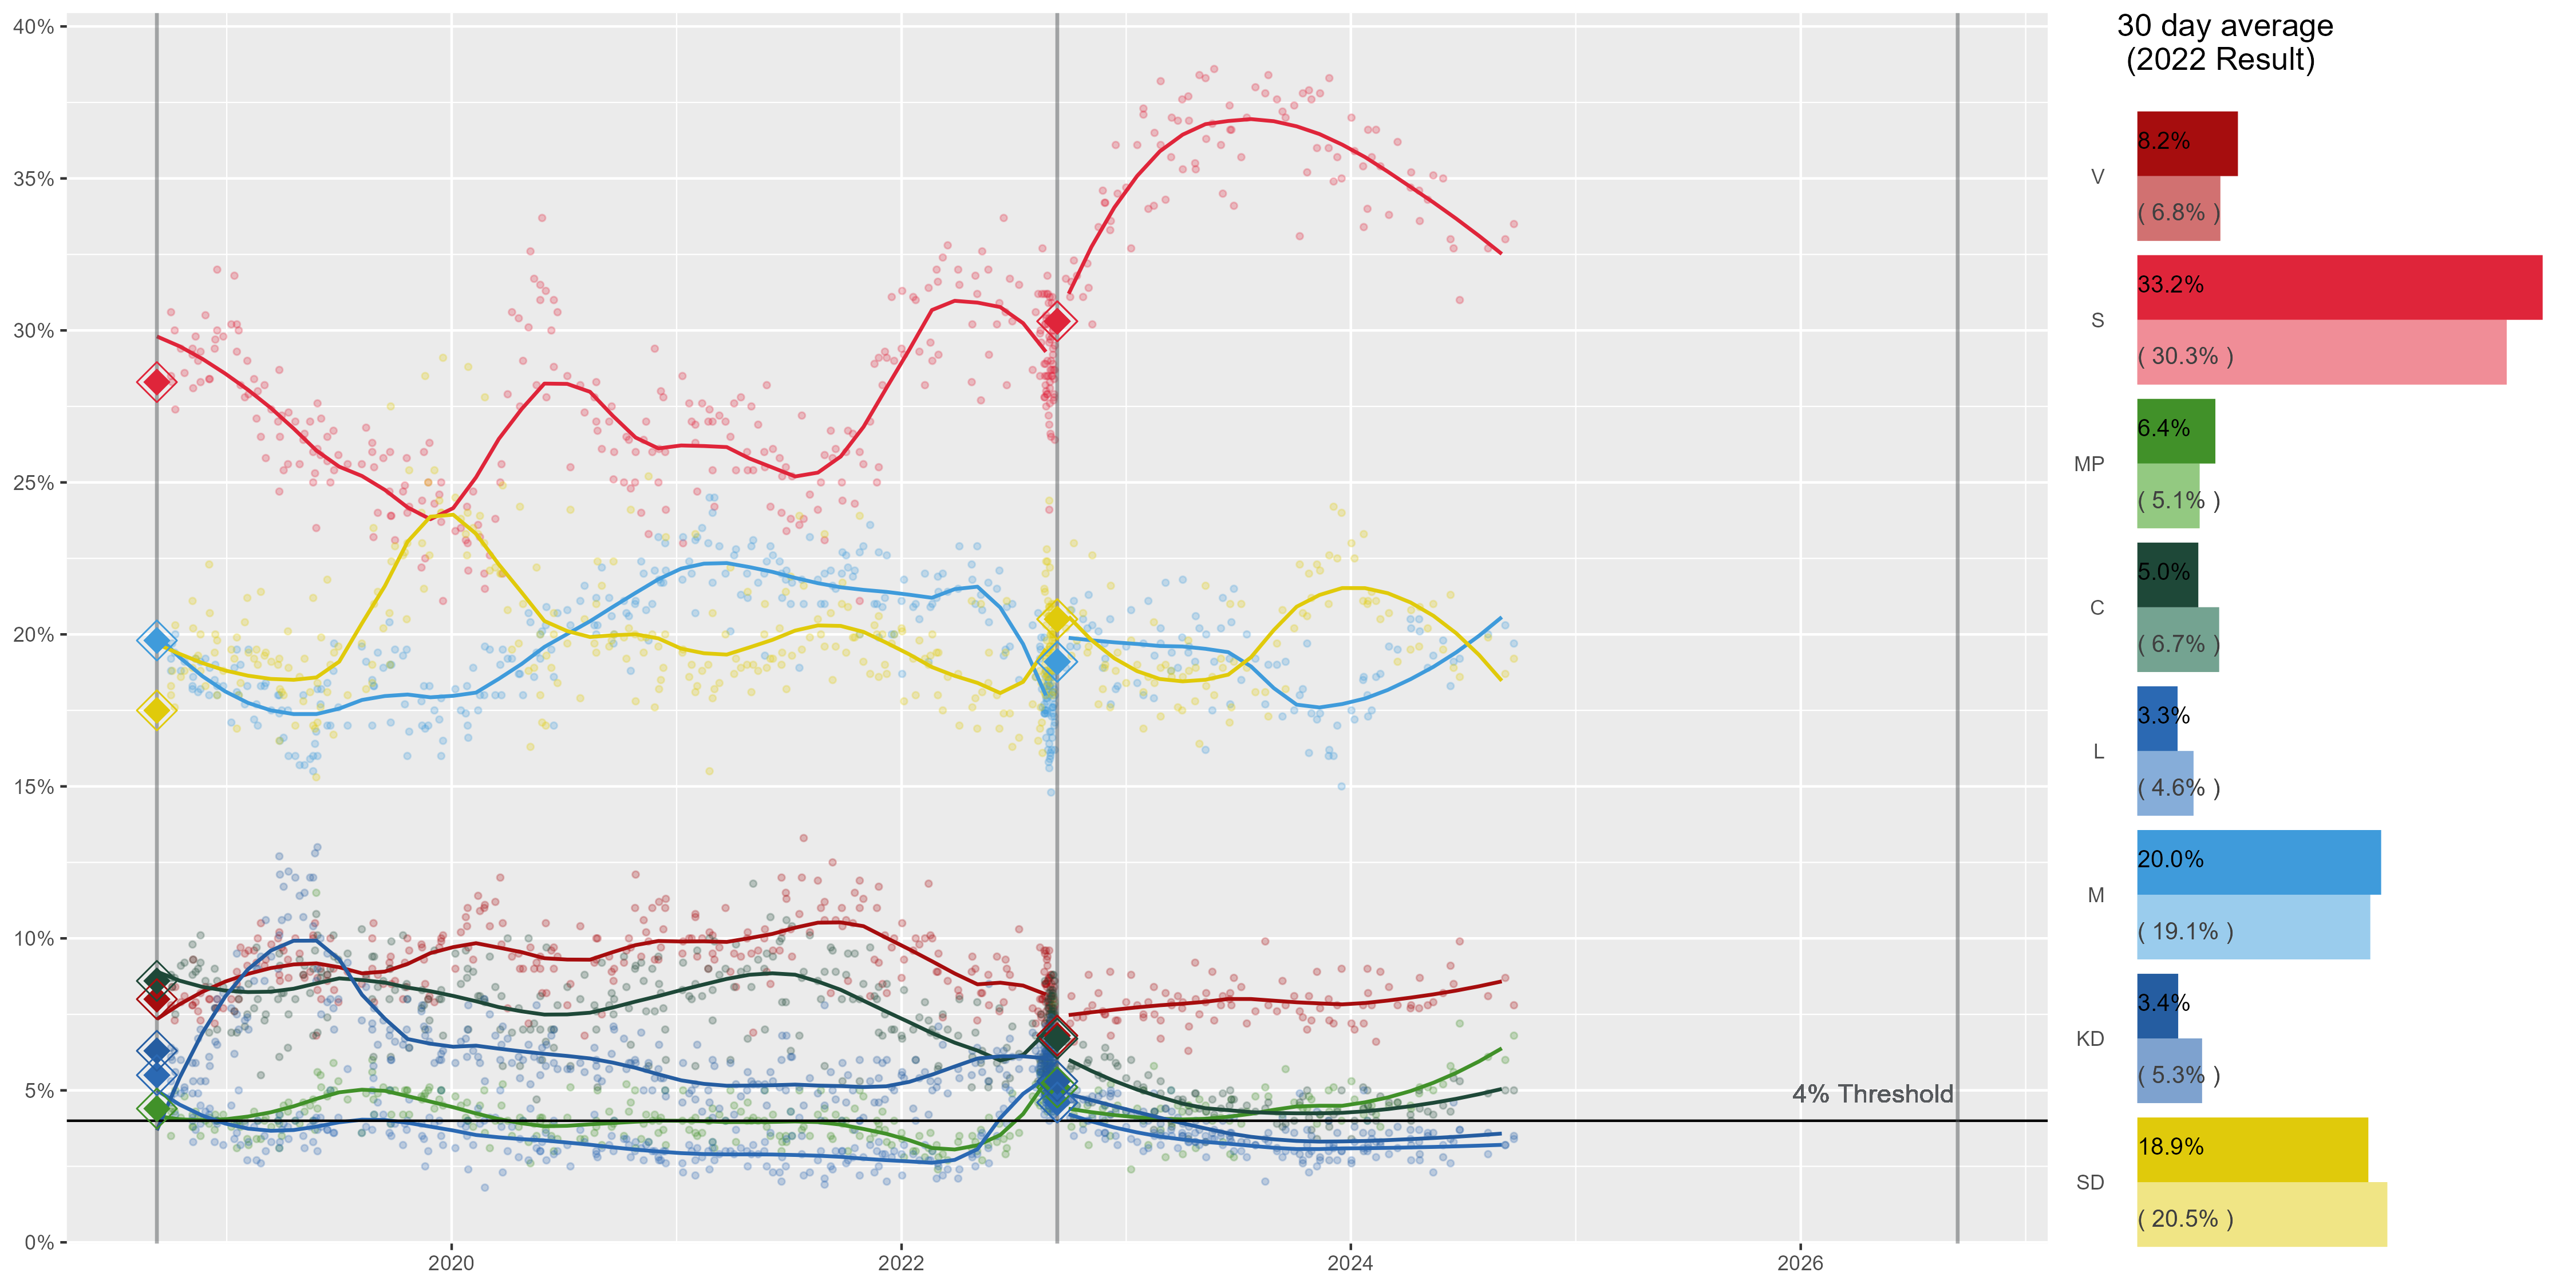 40%
35%
30%
25%
20%
15%
10%
5%
0%
2020
2022
2024
2026
4% Threshold
30 day average
(2022 Result)
V
8.2%
( 6.8% )
S
33.2%
( 30.3% )
MP
6.4%
( 5.1% )
C
5.0%
( 6.7% )
L
3.3%
( 4.6% )
M
20.0%
( 19.1% )
KD
3.4%
( 5.3% )
SD
18.9%
( 20.5% )